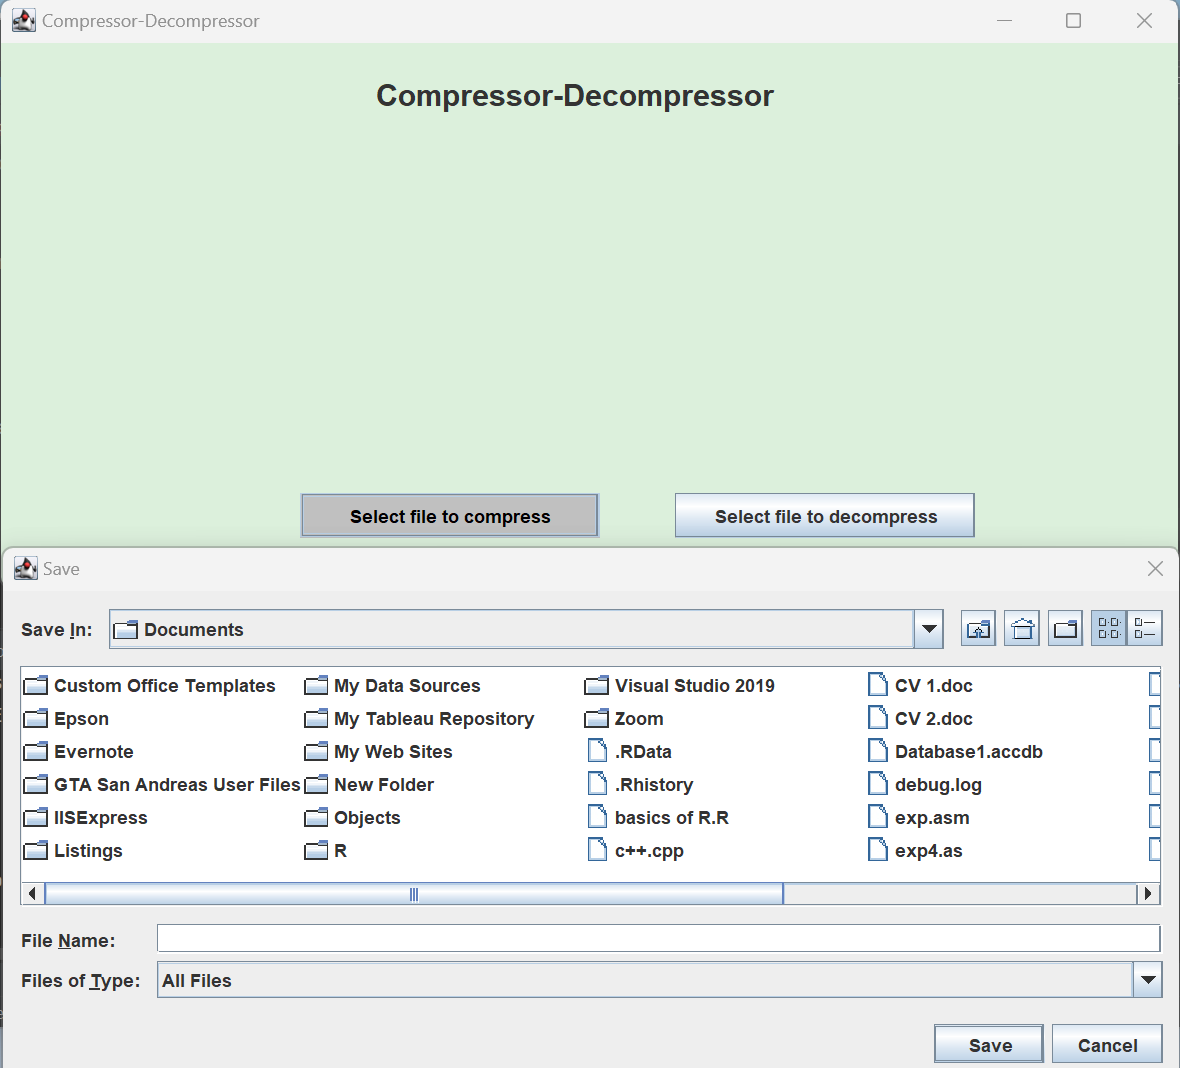 Compressor-Decompressor
Compressor-Decompressor
Select file to compress
Select file to decompress
Save
Save In:
Documents
Custom Office Templates
My Data Sources
Visual Studio 2019
CV 1.doc
Epson
My Tableau Repository
Zoom
CV 2.doc
Evernote
My Web Sites
.RData
Database1.accdb
GTA San Andreas User Files
New Folder
.Rhistory
debug.log
IISExpress
Objects
basics of R.R
exp.asm
Listings
R
c++.cpp
exp4.as
File Name:
Files of Type:
All Files
Save
Cancel